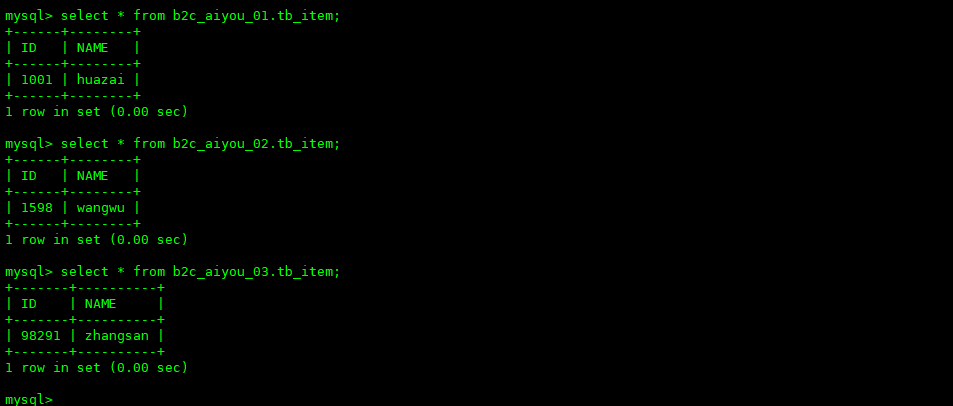 mysql> select * from b2c_aiyou_01.tb_item;
+------+--------+
| ID   | NAME   |
+------+--------+
| 1001 | huazai |
+------+--------+
1 row in set (0.00 sec)

mysql> select * from b2c_aiyou_02.tb_item;
+------+--------+
| ID   | NAME   |
+------+--------+
| 1598 | wangwu |
+------+--------+
1 row in set (0.00 sec)

mysql> select * from b2c_aiyou_03.tb_item;
+-------+----------+
| ID    | NAME     |
+-------+----------+
| 98291 | zhangsan |
+-------+----------+
1 row in set (0.00 sec)

mysql>